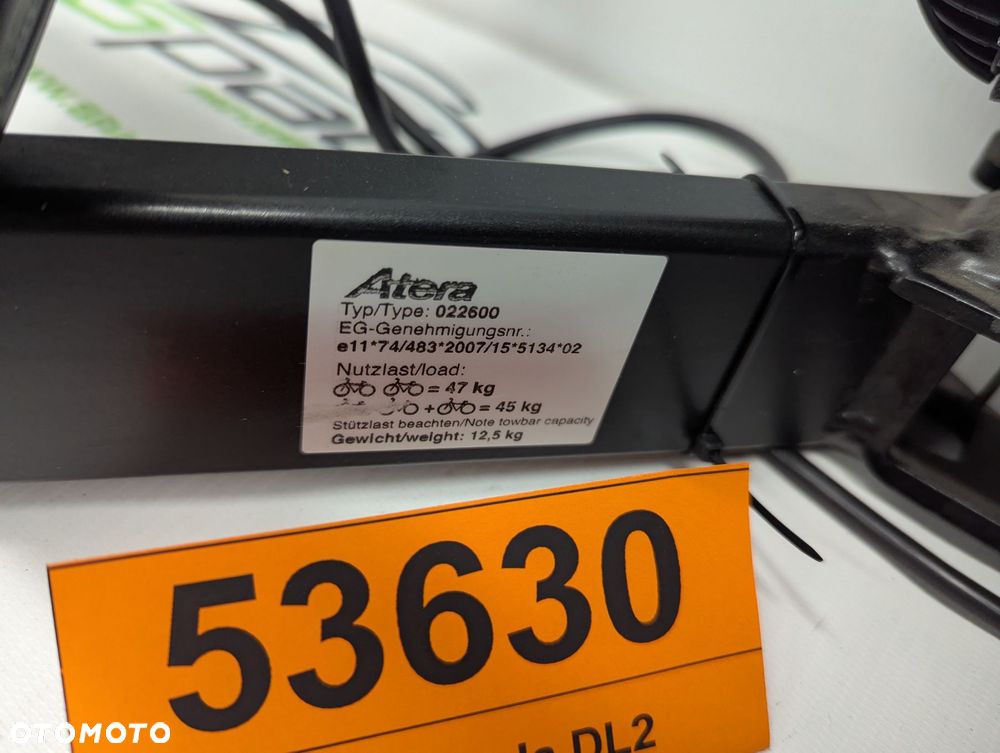 Atera
Typ/Type: 022600
EG-Genehmigungsnr.:
e11*74/483*2007/15*5134*02
Nutzlast/load:
= 47 kg
+ = 45 kg
Stützlast beachten/Note towbar capacity
Gewicht/weight: 12,5 kg
53630
DL2
OTOMOTO